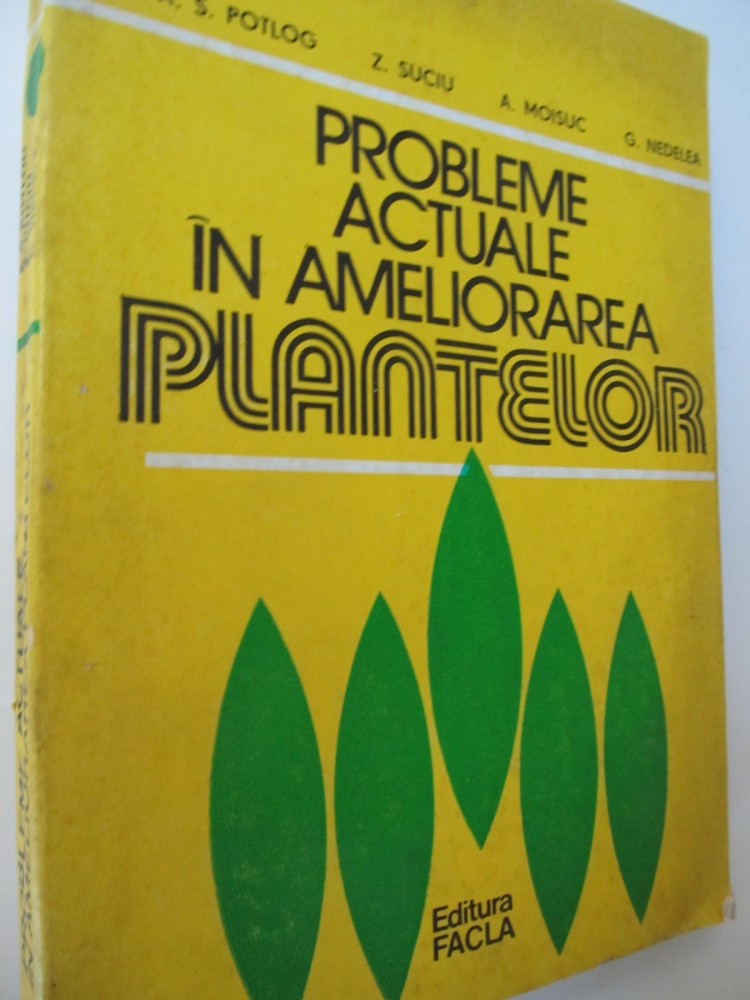 A. S. POTLOG
Z. SUCIU
A. MOISUC
G. NEDELEA
PROBLEME
ACTUALE
ÎN AMELIORAREA
PLANTELOR
Editura
FACLA